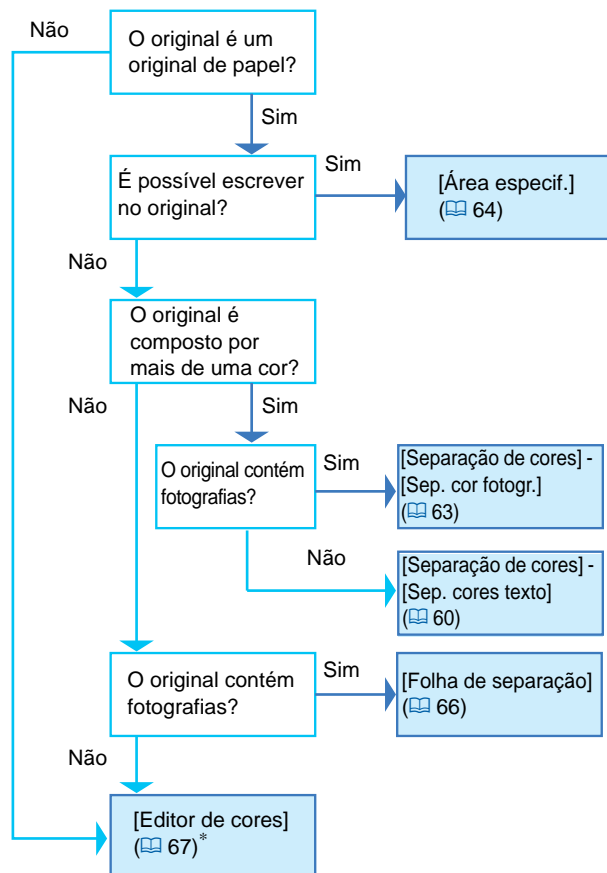 Não
O original é um
original de papel?
Sim
É possível escrever
no original?
Sim
[Área especif.]
(🕮 64)
Não
O original é
composto por
mais de uma cor?
Não
Sim
O original contém
fotografias?
Sim
[Separação de cores] -
[Sep. cor fotogr.]
(🕮 63)
Não
[Separação de cores] -
[Sep. cores texto]
(🕮 60)
O original contém
fotografias?
Sim
[Folha de separação]
(🕮 66)
Não
[Editor de cores]
(🕮 67)*